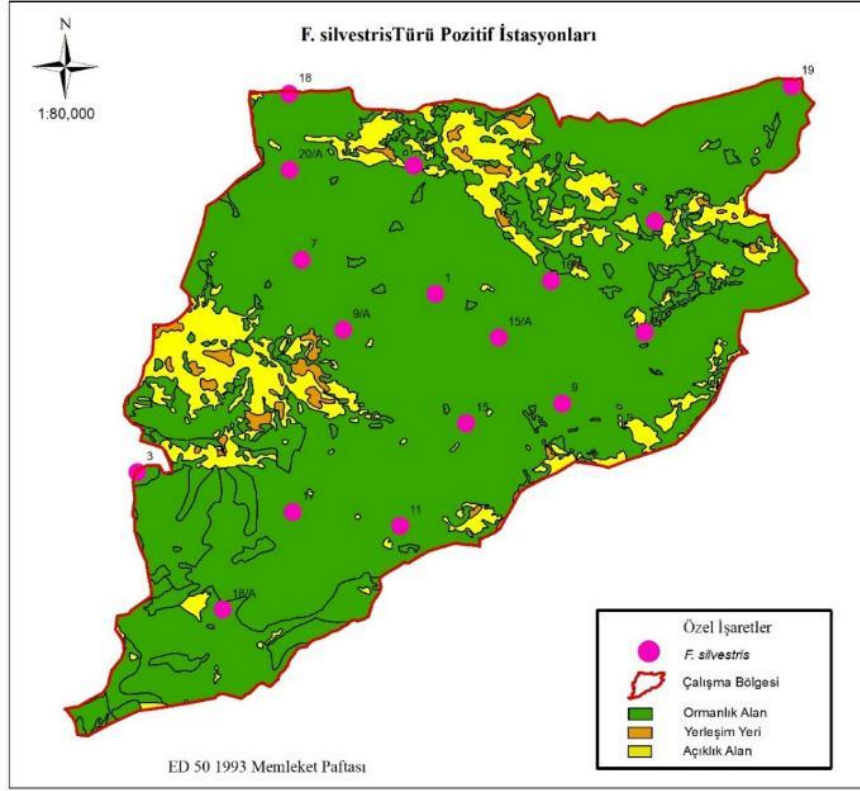 F. silvestrisTürü Pozitif İstasyonları
N
1:80,000
18
19
20/A
7
16
1
9/A
15/A
9
15
3
11
18/A
Özel İşaretler
F. silvestris
Çalışma Bölgesi
Ormanlık Alan
Yerleşim Yeri
Açıklık Alan
ED 50 1993 Memleket Paftası